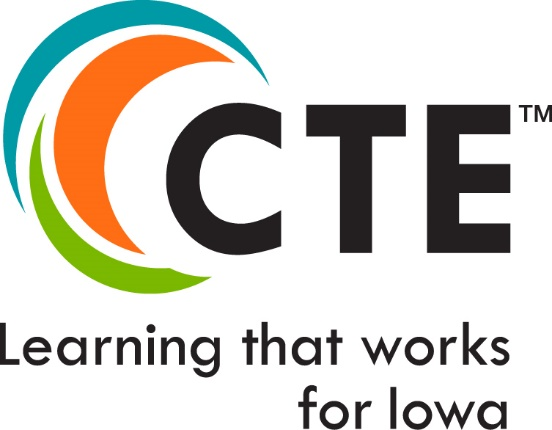 CTE™
Learning that works
for Iowa